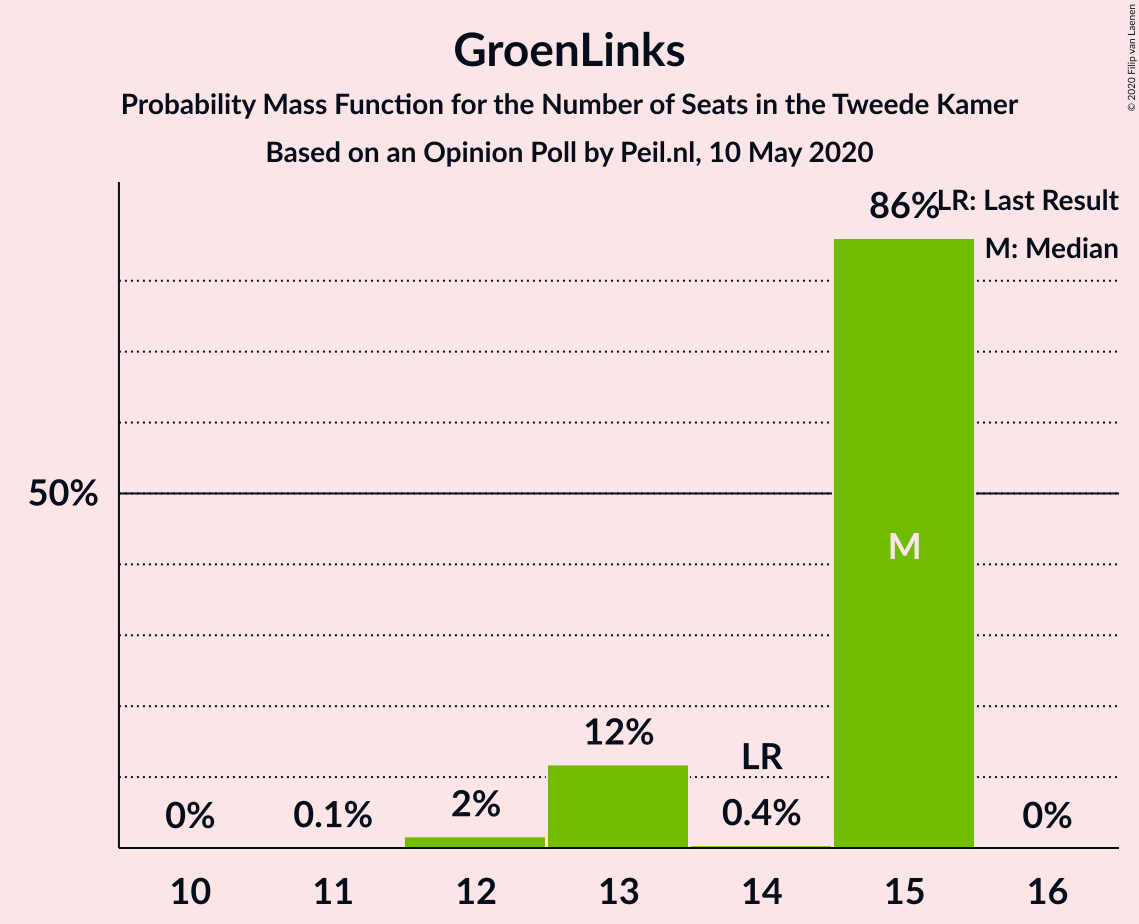 GroenLinks
Probability Mass Function for the Number of Seats in the Tweede Kamer
Based on an Opinion Poll by Peil.nl, 10 May 2020
© 2020 Filip van Laenen
LR: Last Result
M: Median
86%
50%
M
12%
LR
0%
0.1%
2%
0.4%
0%
10 11 12 13 14 15 16